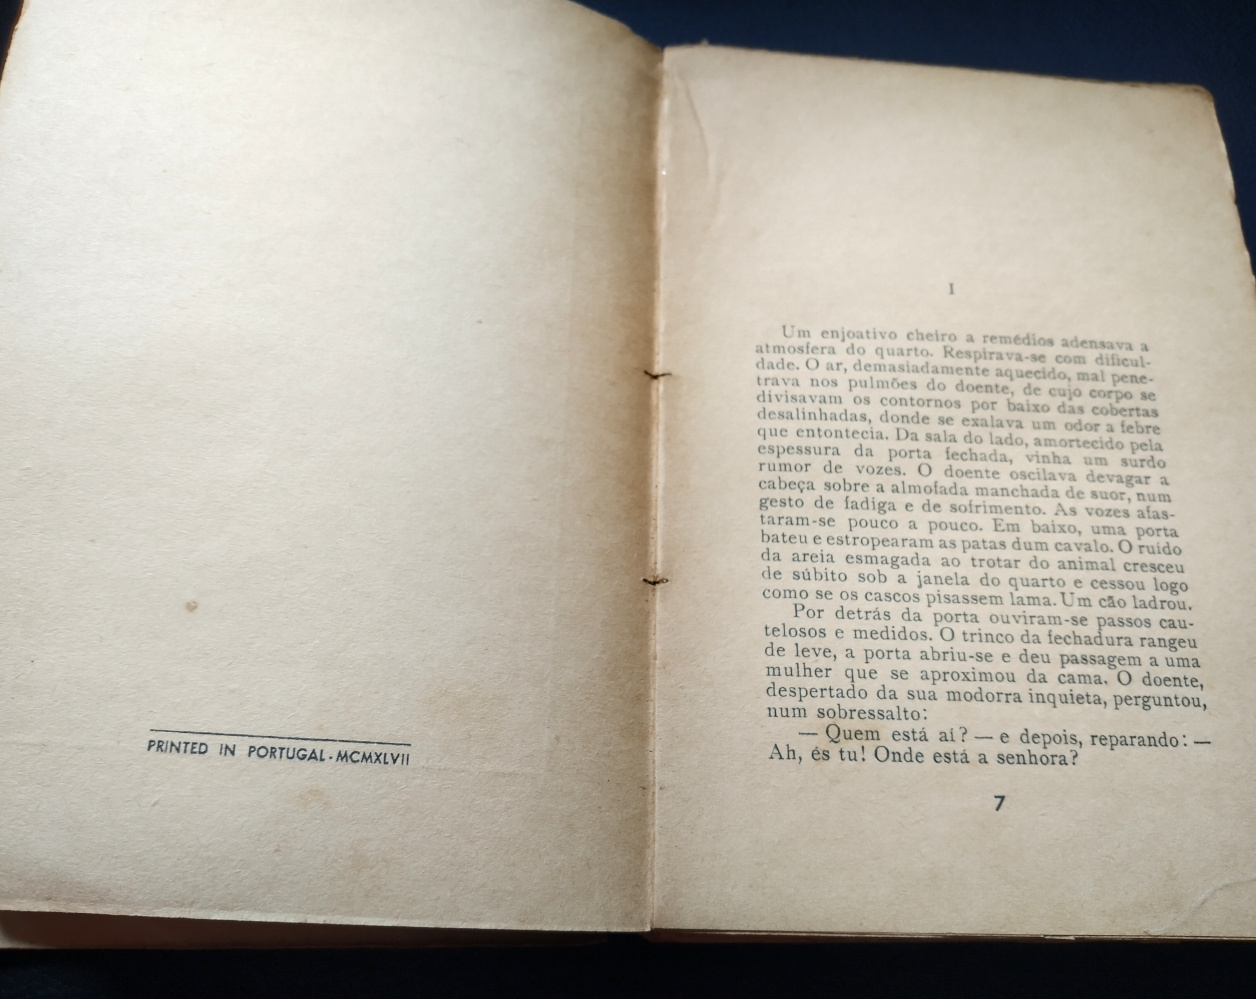 PRINTED IN PORTUGAL - MCMXLVII
I
Um enjoativo cheiro a remédios adensava a
atmosfera do quarto. Respirava-se com dificul-
dade. O ar, demasiadamente aquecido, mal pene-
trava nos pulmões do doente, de cujo corpo se
divisavam os contornos por baixo das cobertas
desalinhadas, donde se exalava um odor a febre
que entontecia. Da sala do lado, amortecido pela
espessura da porta fechada, vinha um surdo
rumor de vozes. O doente oscilava devagar a
cabeça sobre a almofada manchada de suor, num
gesto de fadiga e de sofrimento. As vozes afas-
taram-se pouco a pouco. Em baixo, uma porta
bateu e estropearam as patas dum cavalo. O ruído
da areia esmagada ao trotar do animal cresceu
de súbito sob a janela do quarto e cessou logo
como se os cascos pisassem lama. Um cão ladrou.
Por detrás da porta ouviram-se passos cau-
telosos e medidos. O trinco da fechadura rangeu
de leve, a porta abriu-se e deu passagem a uma
mulher que se aproximou da cama. O doente,
despertado da sua modorra inquieta, perguntou,
num sobressalto:
— Quem está aí? — e depois, reparando: —
Ah, és tu! Onde está a senhora?
7